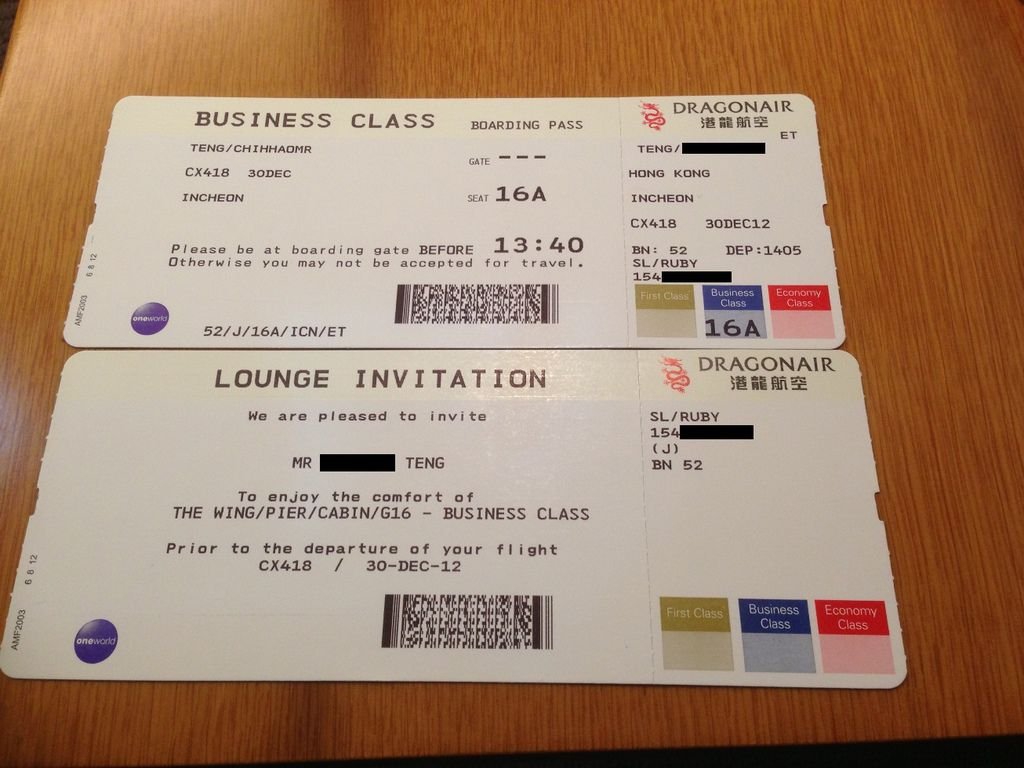 BUSINESS CLASS BOARDING PASS
TENG/CHIHHAOMR GATE ---
CX418 30DEC
INCHEON SEAT 16A
Please be at boarding gate BEFORE 13:40
Otherwise you may not be accepted for travel.
52/J/16A/ICN/ET
oneworld
AMF2003 6 8 12
DRAGONAIR
港龍航空
ET
TENG/
HONG KONG
INCHEON
CX418 30DEC12
BN: 52 DEP:1405
SL/RUBY
154
First Class Business Class Economy Class
16A
LOUNGE INVITATION
We are pleased to invite
MR TENG
To enjoy the comfort of
THE WING/PIER/CABIN/G16 - BUSINESS CLASS
Prior to the departure of your flight
CX418 / 30-DEC-12
oneworld
AMF2003 6 8 12
DRAGONAIR
港龍航空
SL/RUBY
154
(J)
BN 52
First Class Business Class Economy Class